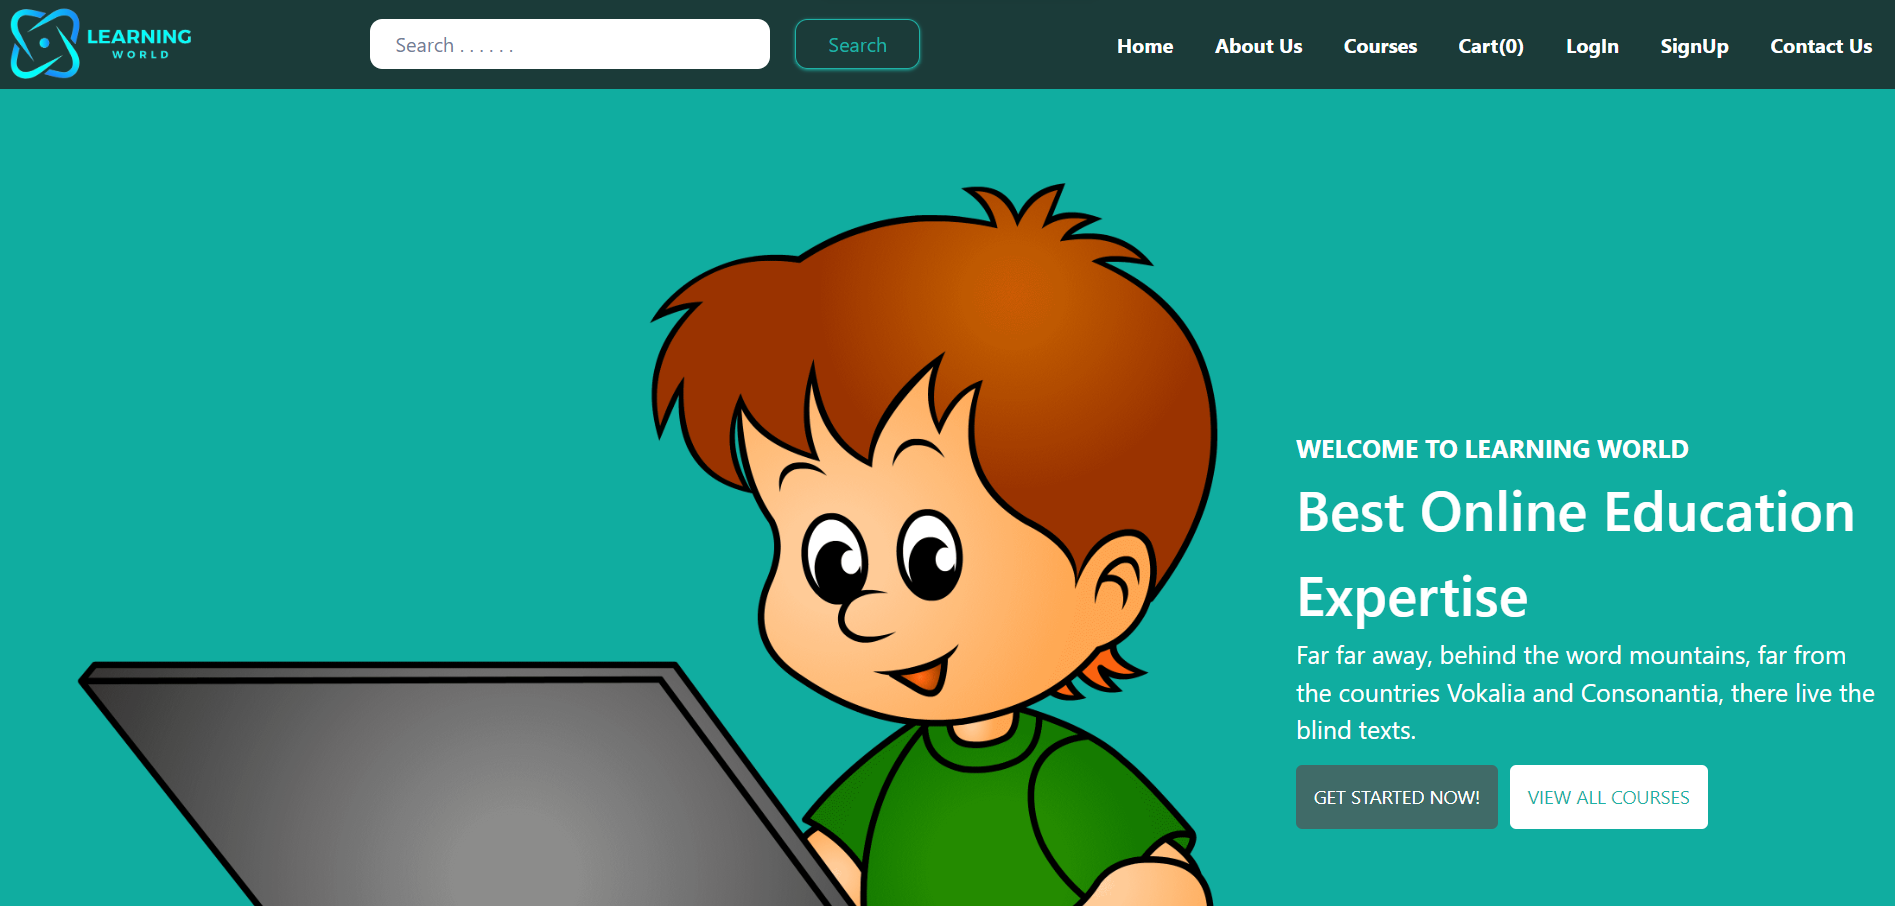 LEARNING
WORLD
Search . . . . . .
Search
Home
About Us
Courses
Cart(0)
LogIn
SignUp
Contact Us
WELCOME TO LEARNING WORLD
Best Online Education
Expertise
Far far away, behind the word mountains, far from
the countries Vokalia and Consonantia, there live the
blind texts.
GET STARTED NOW!
VIEW ALL COURSES